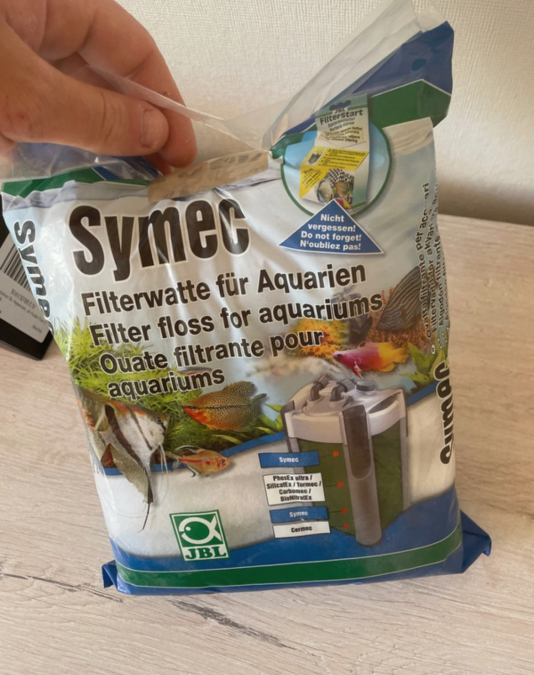 Filterstart
Nicht
vergessen!
Do not forget!
N'oubliez pas!
Symec
Filterwatte für Aquarien
Filter floss for aquariums
Ouate filtrante pour
aquariums
Symec
PhosEx ultra /
SilicatEx / Tormec /
Carbomec /
BioNitratEx
Symec
Cermec
JBL
Syme
Symec